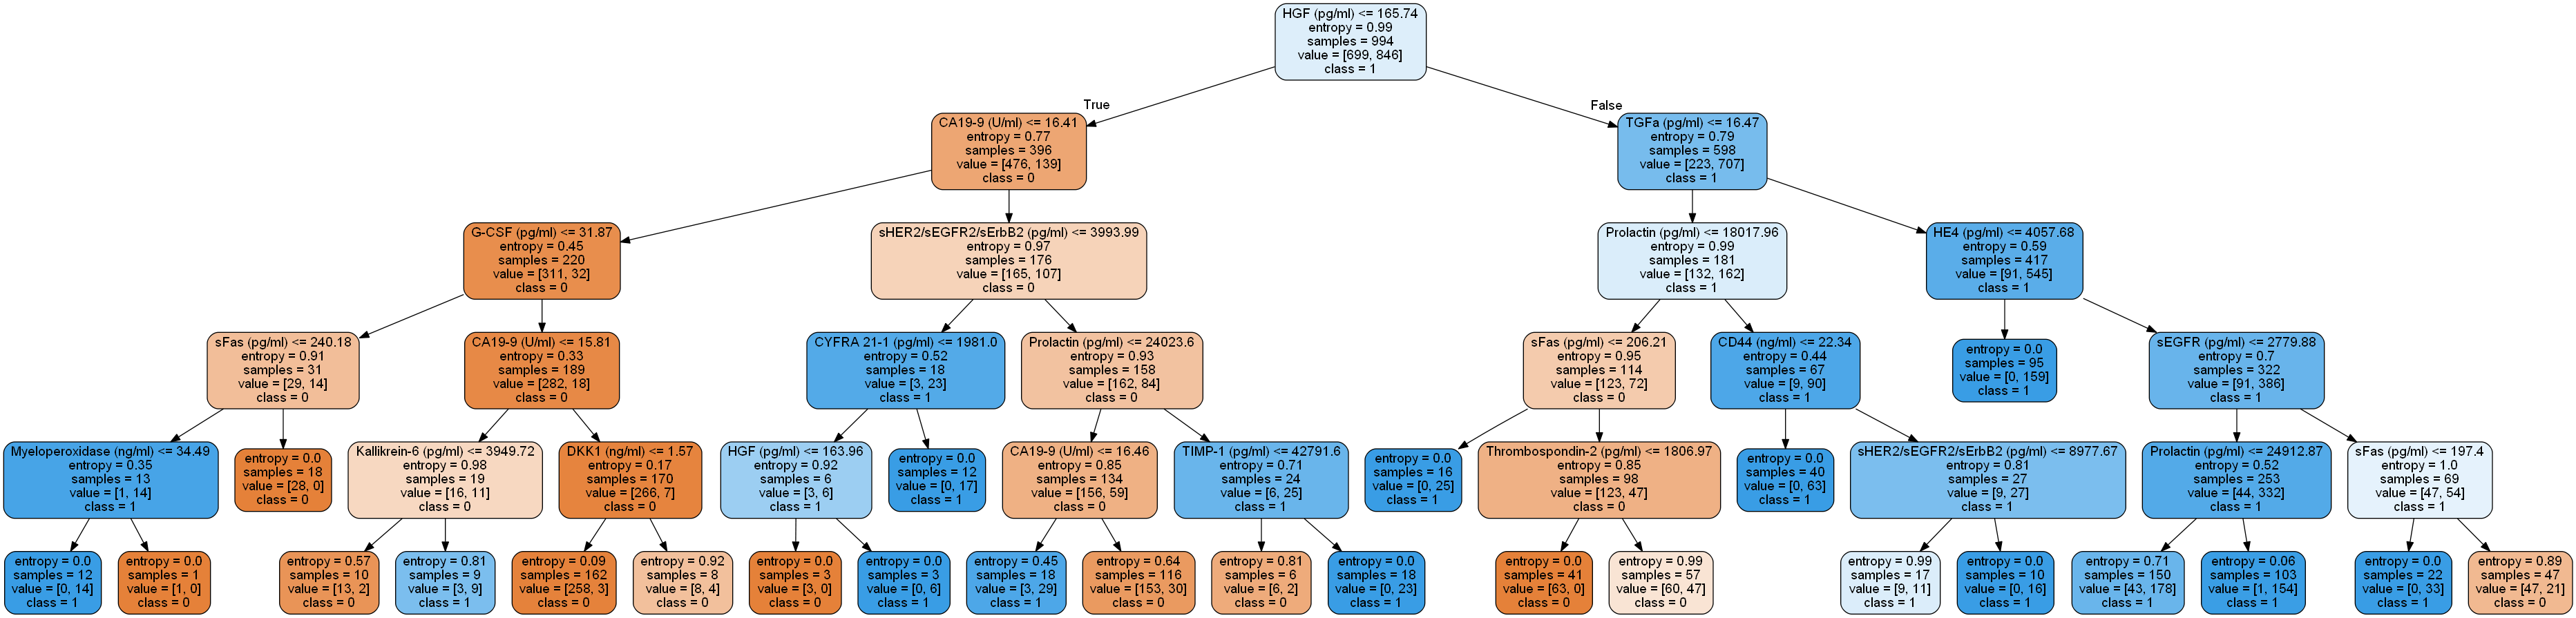 HGF (pg/ml) <= 165.74
entropy = 0.99
samples = 994
value = [699, 846]
class = 1
True
False
CA19-9 (U/ml) <= 16.41
entropy = 0.77
samples = 396
value = [476, 139]
class = 0
TGFa (pg/ml) <= 16.47
entropy = 0.79
samples = 598
value = [223, 707]
class = 1
G-CSF (pg/ml) <= 31.87
entropy = 0.45
samples = 220
value = [311, 32]
class = 0
sHER2/sEGFR2/sErbB2 (pg/ml) <= 3993.99
entropy = 0.97
samples = 176
value = [165, 107]
class = 0
Prolactin (pg/ml) <= 18017.96
entropy = 0.99
samples = 181
value = [132, 162]
class = 1
HE4 (pg/ml) <= 4057.68
entropy = 0.59
samples = 417
value = [91, 545]
class = 1
sFas (pg/ml) <= 240.18
entropy = 0.91
samples = 31
value = [29, 14]
class = 0
CA19-9 (U/ml) <= 15.81
entropy = 0.33
samples = 189
value = [282, 18]
class = 0
CYFRA 21-1 (pg/ml) <= 1981.0
entropy = 0.52
samples = 18
value = [3, 23]
class = 1
Prolactin (pg/ml) <= 24023.6
entropy = 0.93
samples = 158
value = [162, 84]
class = 0
sFas (pg/ml) <= 206.21
entropy = 0.95
samples = 114
value = [123, 72]
class = 0
CD44 (ng/ml) <= 22.34
entropy = 0.44
samples = 67
value = [9, 90]
class = 1
entropy = 0.0
samples = 95
value = [0, 159]
class = 1
sEGFR (pg/ml) <= 2779.88
entropy = 0.7
samples = 322
value = [91, 386]
class = 1
Myeloperoxidase (ng/ml) <= 34.49
entropy = 0.35
samples = 13
value = [1, 14]
class = 1
entropy = 0.0
samples = 18
value = [28, 0]
class = 0
Kallikrein-6 (pg/ml) <= 3949.72
entropy = 0.98
samples = 19
value = [16, 11]
class = 0
DKK1 (ng/ml) <= 1.57
entropy = 0.17
samples = 170
value = [266, 7]
class = 0
HGF (pg/ml) <= 163.96
entropy = 0.92
samples = 6
value = [3, 6]
class = 1
entropy = 0.0
samples = 12
value = [0, 17]
class = 1
CA19-9 (U/ml) <= 16.46
entropy = 0.85
samples = 134
value = [156, 59]
class = 0
TIMP-1 (pg/ml) <= 42791.6
entropy = 0.71
samples = 24
value = [6, 25]
class = 1
entropy = 0.0
samples = 16
value = [0, 25]
class = 1
Thrombospondin-2 (pg/ml) <= 1806.97
entropy = 0.85
samples = 98
value = [123, 47]
class = 0
entropy = 0.0
samples = 40
value = [0, 63]
class = 1
sHER2/sEGFR2/sErbB2 (pg/ml) <= 8977.67
entropy = 0.81
samples = 27
value = [9, 27]
class = 1
Prolactin (pg/ml) <= 24912.87
entropy = 0.52
samples = 253
value = [44, 332]
class = 1
sFas (pg/ml) <= 197.4
entropy = 1.0
samples = 69
value = [47, 54]
class = 1
entropy = 0.0
samples = 12
value = [0, 14]
class = 1
entropy = 0.0
samples = 1
value = [1, 0]
class = 0
entropy = 0.57
samples = 10
value = [13, 2]
class = 0
entropy = 0.81
samples = 9
value = [3, 9]
class = 1
entropy = 0.09
samples = 162
value = [258, 3]
class = 0
entropy = 0.92
samples = 8
value = [8, 4]
class = 0
entropy = 0.0
samples = 3
value = [3, 0]
class = 0
entropy = 0.0
samples = 3
value = [0, 6]
class = 1
entropy = 0.45
samples = 18
value = [3, 29]
class = 1
entropy = 0.64
samples = 116
value = [153, 30]
class = 0
entropy = 0.81
samples = 6
value = [6, 2]
class = 0
entropy = 0.0
samples = 18
value = [0, 23]
class = 1
entropy = 0.0
samples = 41
value = [63, 0]
class = 0
entropy = 0.99
samples = 57
value = [60, 47]
class = 0
entropy = 0.99
samples = 17
value = [9, 11]
class = 1
entropy = 0.0
samples = 10
value = [0, 16]
class = 1
entropy = 0.71
samples = 150
value = [43, 178]
class = 1
entropy = 0.06
samples = 103
value = [1, 154]
class = 1
entropy = 0.0
samples = 22
value = [0, 33]
class = 1
entropy = 0.89
samples = 47
value = [47, 21]
class = 0